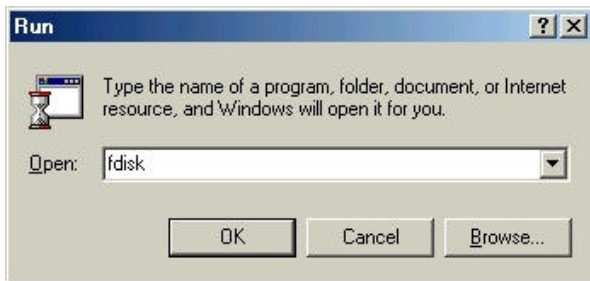 Run
Type the name of a program, folder, document, or Internet
resource, and Windows will open it for you.
Open: fdisk
OK Cancel Browse...